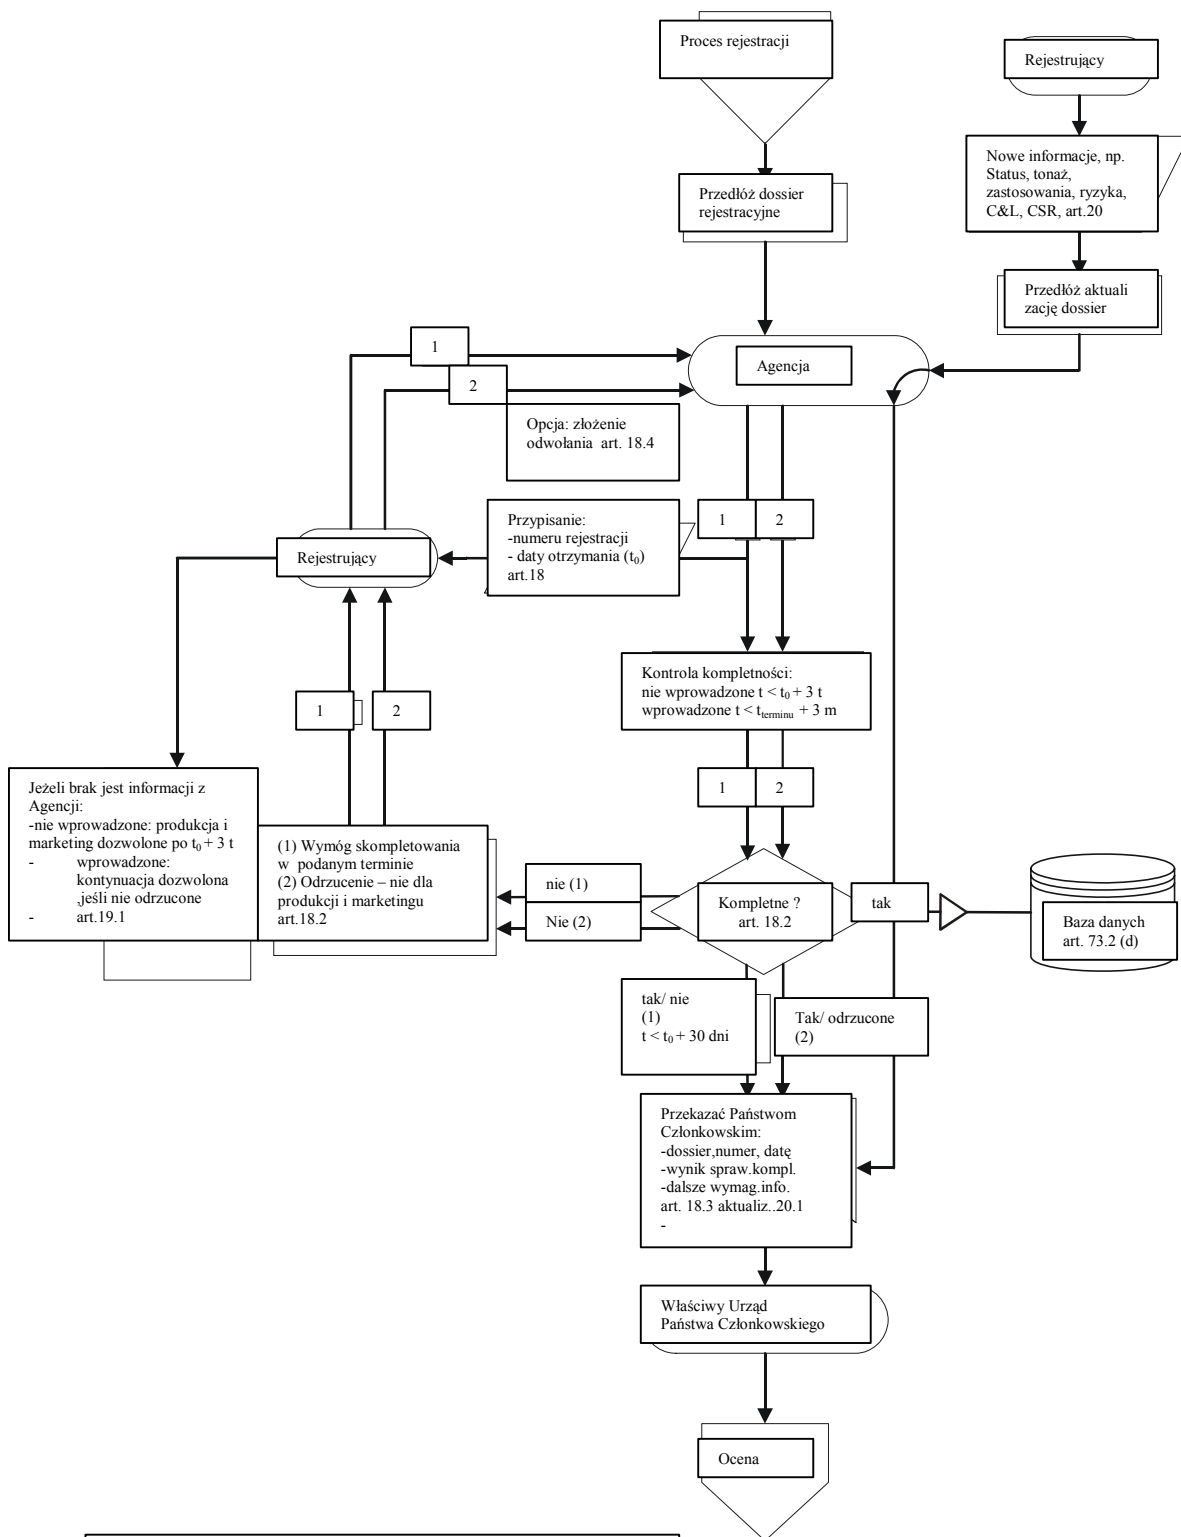 Proces rejestracji
Rejestrujący
Nowe informacje, np.
Status, tonaż,
zastosowania, ryzyka,
C&L, CSR, art.20
Przedłóż dossier
rejestracyjne
Przedłóż aktuali
zację dossier
1
Agencja
2
Opcja: złożenie
odwołania art. 18.4
Przypisanie:
-numeru rejestracji
- daty otrzymania (t₀)
art.18
1
2
Rejestrujący
Kontrola kompletności:
nie wprowadzone t < t₀ + 3 t
wprowadzone t < t terminu + 3 m
1
2
1
2
Jeżeli brak jest informacji z
Agencji:
-nie wprowadzone: produkcja i
marketing dozwolone po t₀ + 3 t
- wprowadzone:
kontynuacja dozwolona
,jeśli nie odrzucone
- art.19.1
(1) Wymóg skompletowania
w podanym terminie
(2) Odrzucenie – nie dla
produkcji i marketingu
art.18.2
nie (1)
Nie (2)
Kompletne ?
art. 18.2
tak
Baza danych
art. 73.2 (d)
tak/ nie
(1)
t < t₀ + 30 dni
Tak/ odrzucone
(2)
Przekazać Państwom
Członkowskim:
-dossier,numer, datę
-wynik spraw.kompl.
-dalsze wymag.info.
art. 18.3 aktualiz..20.1
-
Właściwy Urząd
Państwa Członkowskiego
Ocena